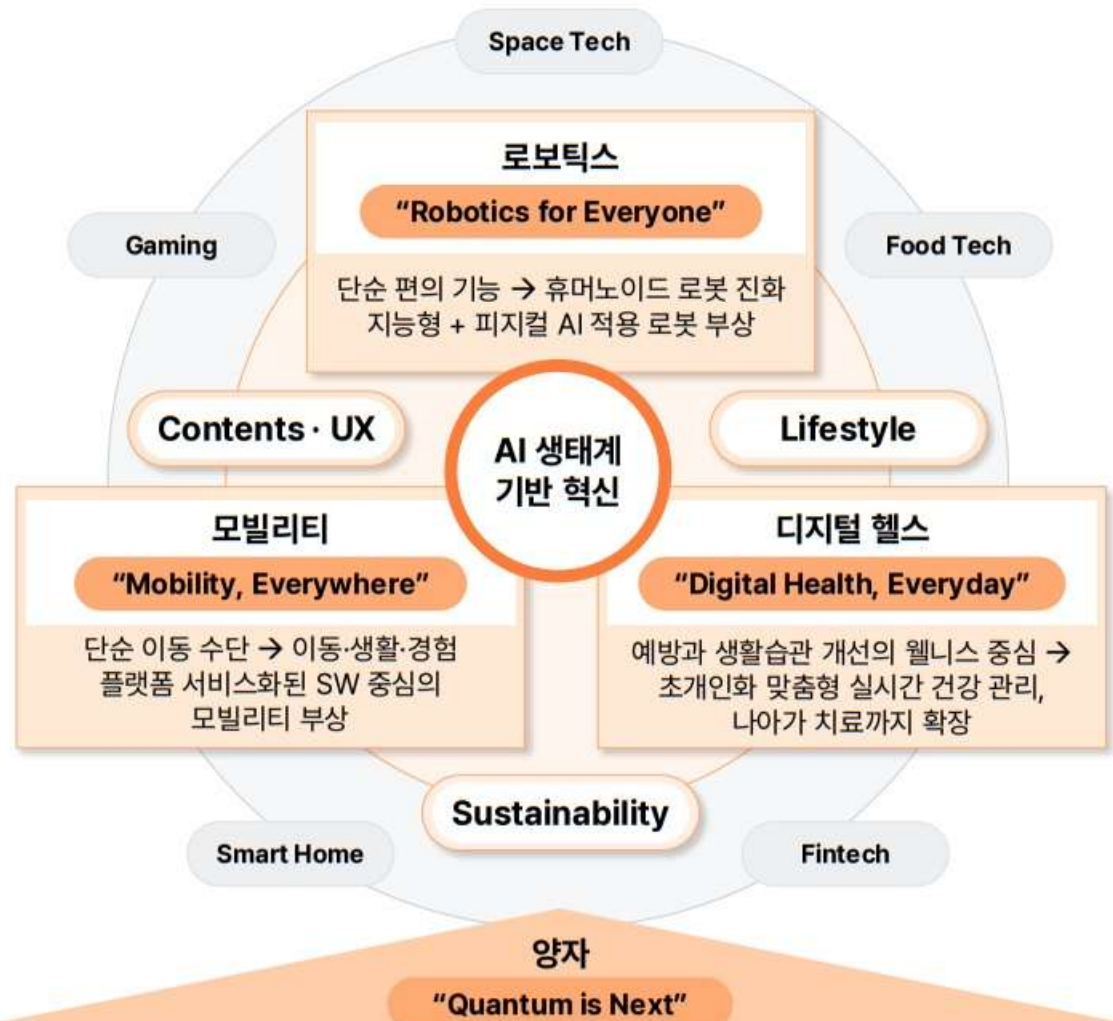 Space Tech
로보틱스
“Robotics for Everyone”
Gaming
Food Tech
단순 편의 기능 → 휴머노이드 로봇 진화
지능형 + 피지컬 AI 적용 로봇 부상
Contents · UX
Lifestyle
AI 생태계
기반 혁신
모빌리티
“Mobility, Everywhere”
단순 이동 수단 → 이동·생활·경험
플랫폼 서비스화된 SW 중심의
모빌리티 부상
디지털 헬스
“Digital Health, Everyday”
예방과 생활습관 개선의 웰니스 중심 →
초개인화 맞춤형 실시간 건강 관리,
나아가 치료까지 확장
Sustainability
Smart Home
Fintech
양자
“Quantum is Next”